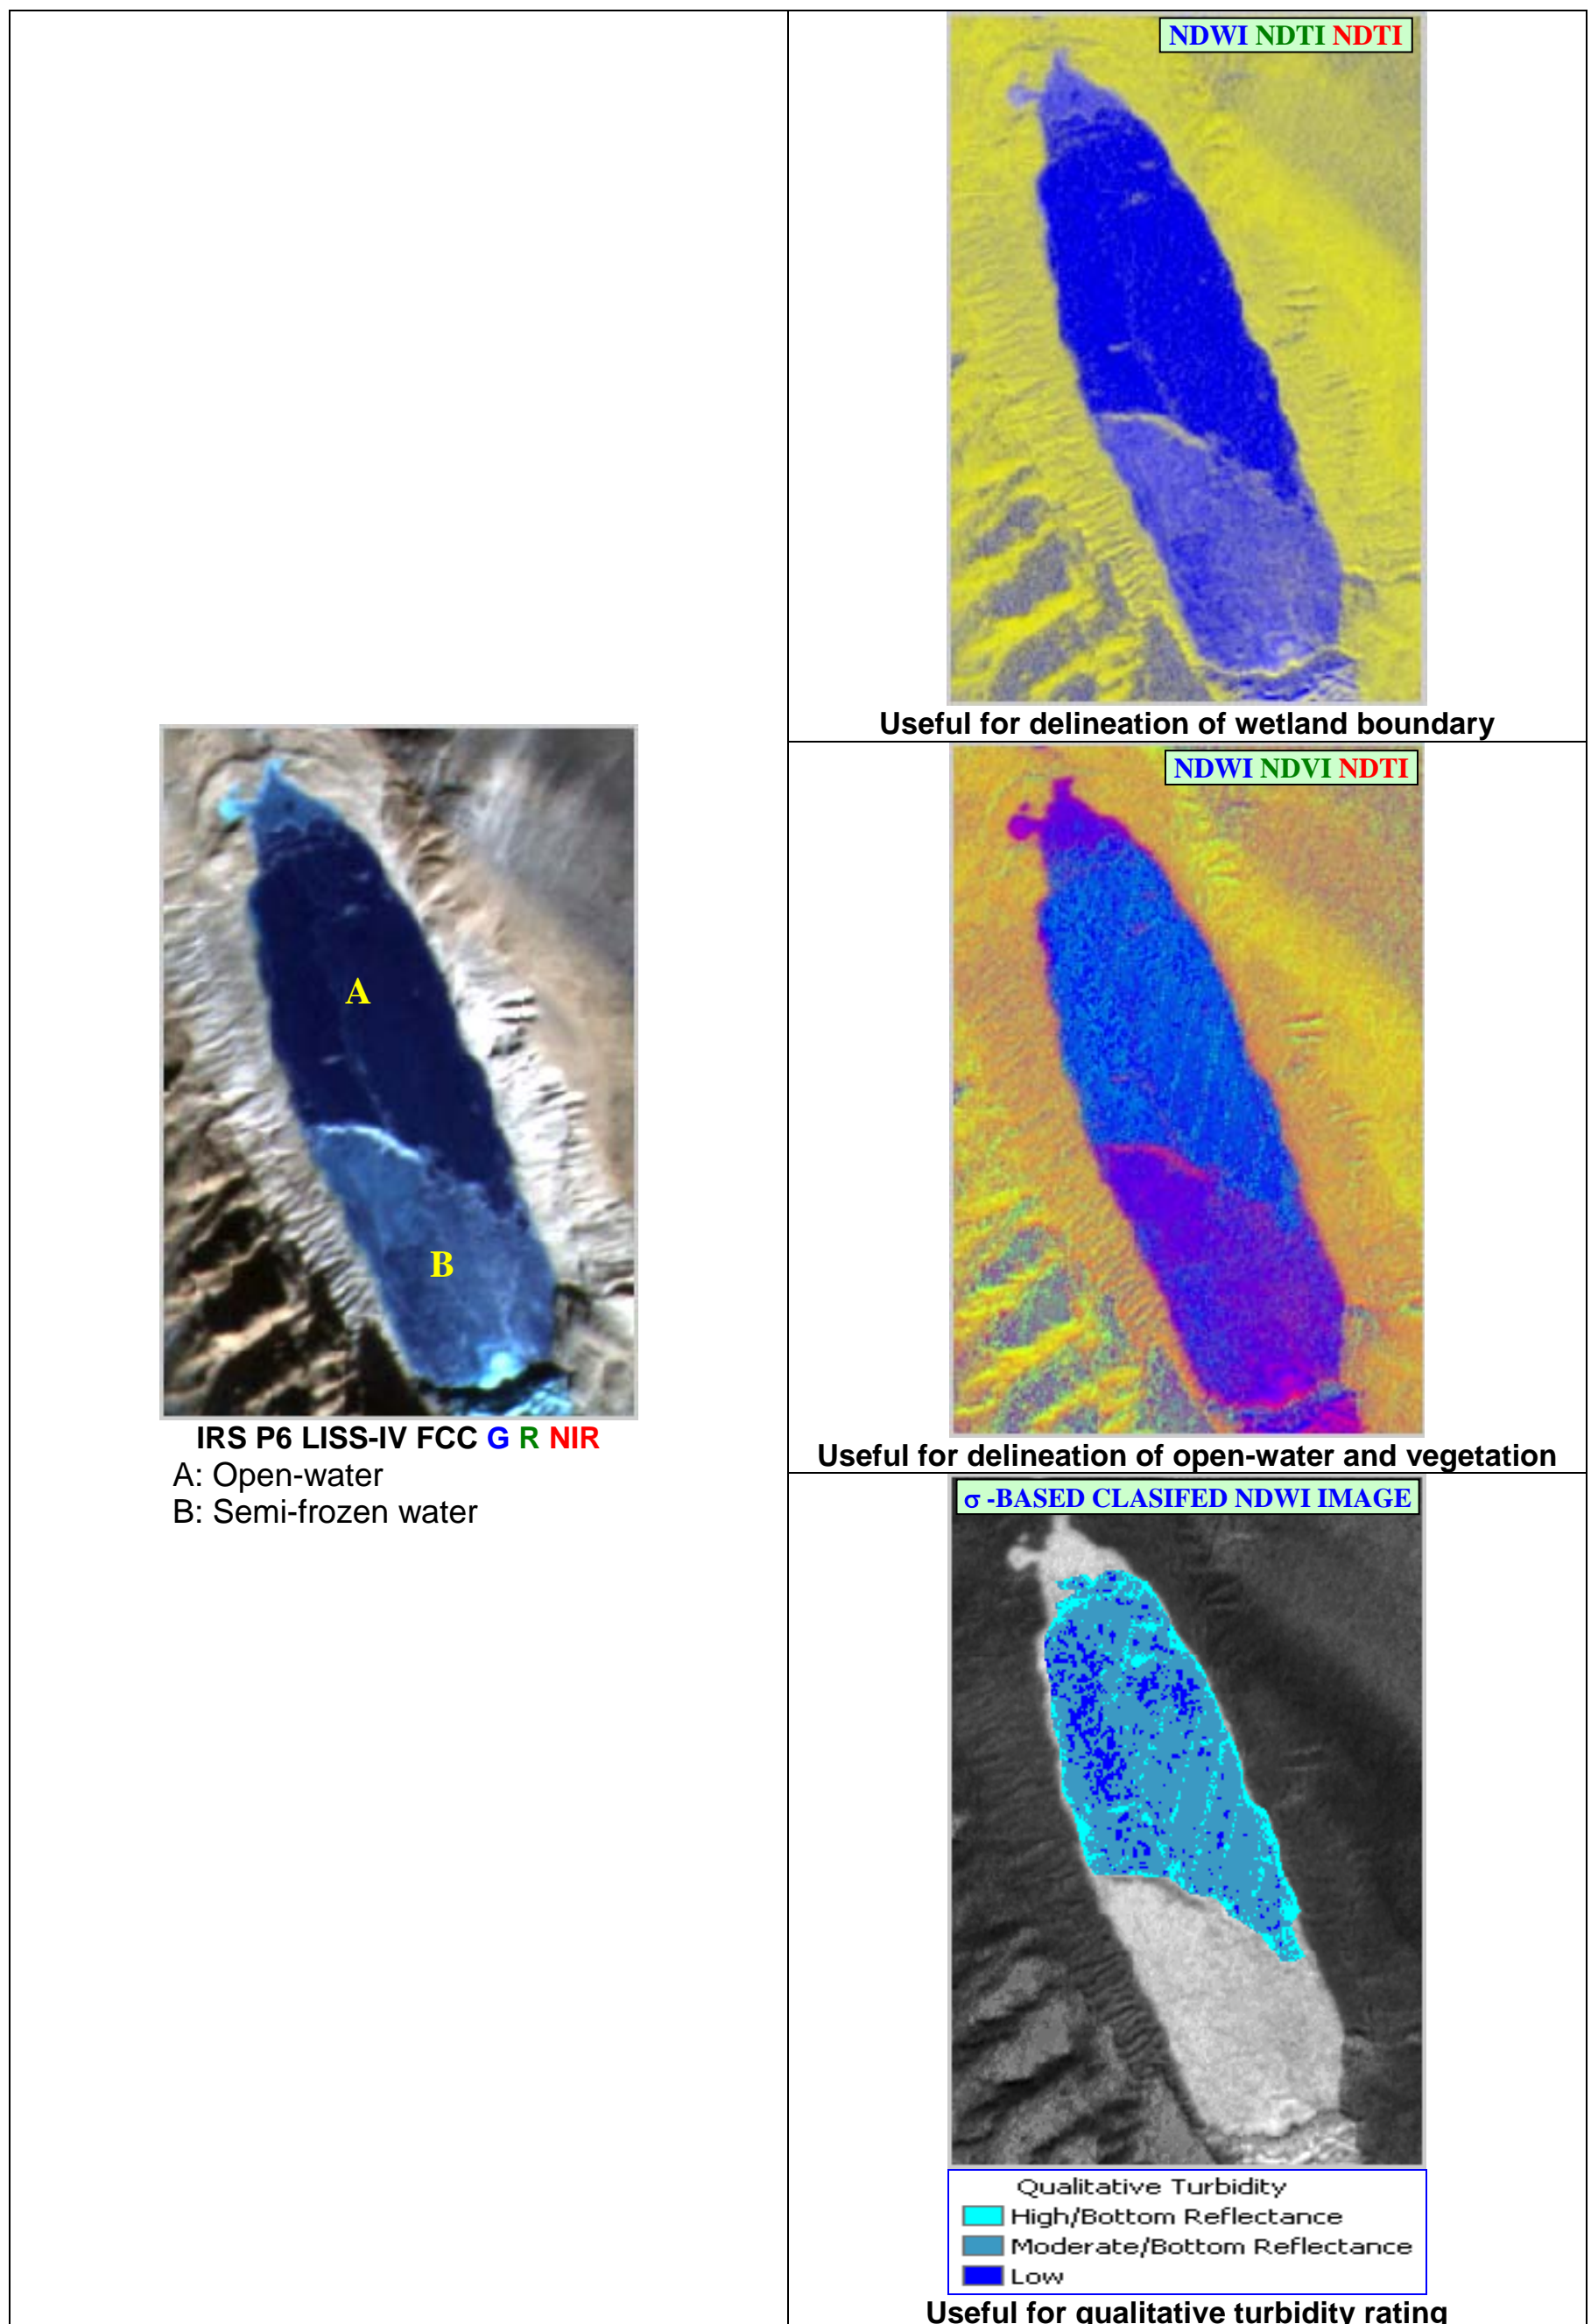 IRS P6 LISS-IV FCC G R NIR
A: Open-water
B: Semi-frozen water
A
B
NDWI NDTI NDTI
Useful for delineation of wetland boundary
NDWI NDVI NDTI
Useful for delineation of open-water and vegetation
σ -BASED CLASIFED NDWI IMAGE
Qualitative Turbidity
High/Bottom Reflectance
Moderate/Bottom Reflectance
Low
Useful for qualitative turbidity rating